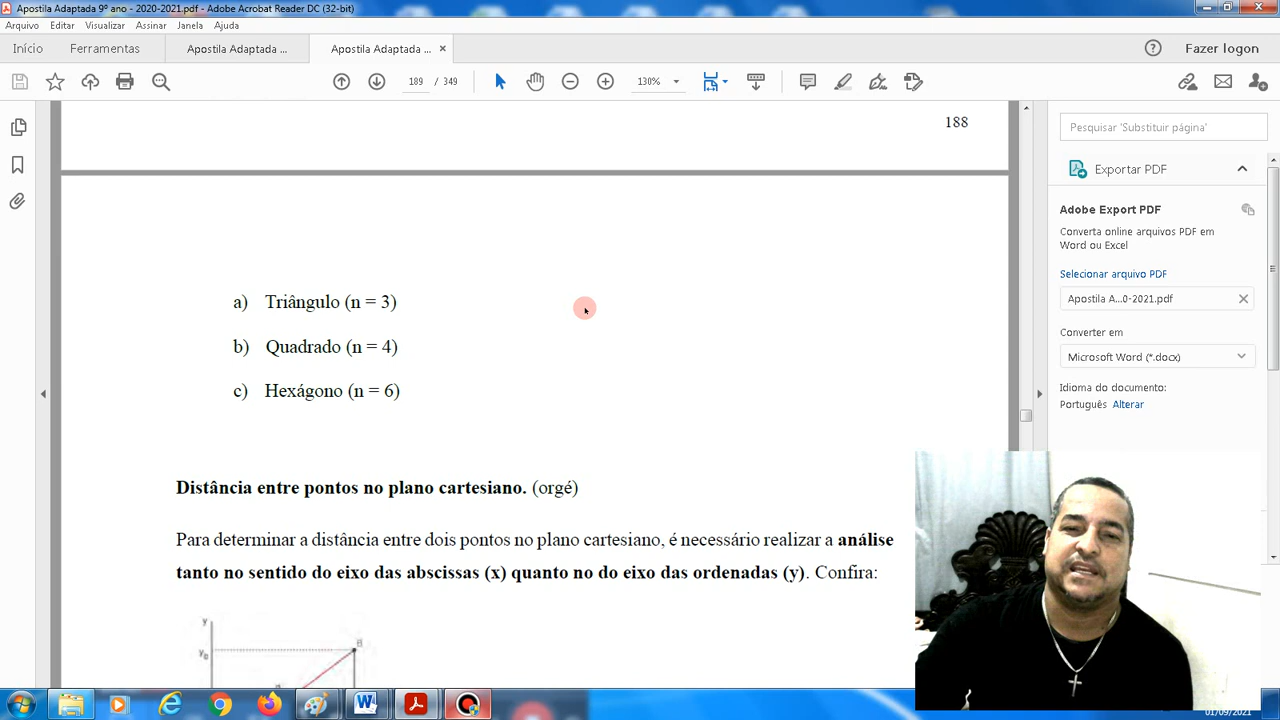 Apostila Adaptada 9º ano - 2020-2021.pdf - Adobe Acrobat Reader DC (32-bit)
Arquivo Editar Visualizar Assinar Janela Ajuda
Início Ferramentas Apostila Adaptada ... Apostila Adaptada ... × Fazer logon
189 / 349 130%
188
Pesquisar 'Substituir página'
Exportar PDF
Adobe Export PDF
Converta online arquivos PDF em
Word ou Excel
Selecionar arquivo PDF
Apostila A...0-2021.pdf
Converter em
Microsoft Word (*.docx)
Idioma do documento:
Português Alterar
a) Triângulo (n = 3)
b) Quadrado (n = 4)
c) Hexágono (n = 6)
Distância entre pontos no plano cartesiano. (orgé)
Para determinar a distância entre dois pontos no plano cartesiano, é necessário realizar a análise
tanto no sentido do eixo das abscissas (x) quanto no do eixo das ordenadas (y). Confira:
y
B
01/09/2021